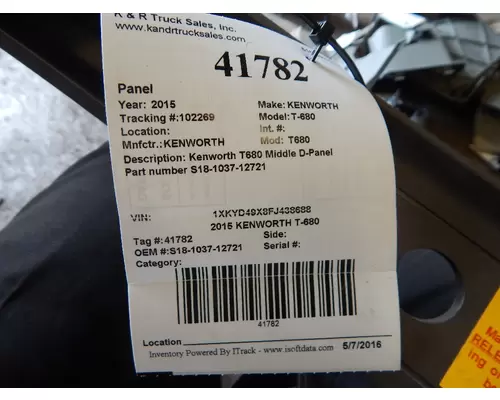 K & R Truck Sales, Inc.
www.kandrtrucksales.com
41782
Panel
Year: 2015 Make: KENWORTH
Tracking #:102269 Model: T-680
Location: Int. #:
Mnfctr.: KENWORTH Mod: T680
Description: Kenworth T680 Middle D-Panel
Part number S18-1037-12721
VIN: 1XKYD49X8FJ438688
2015 KENWORTH T-680
Tag #: 41782 Side:
OEM #: S18-1037-12721 Serial #:
Category:
41782
Location
Inventory Powered By ITrack - www.isoftdata.com 5/7/2016
RELE
ing o